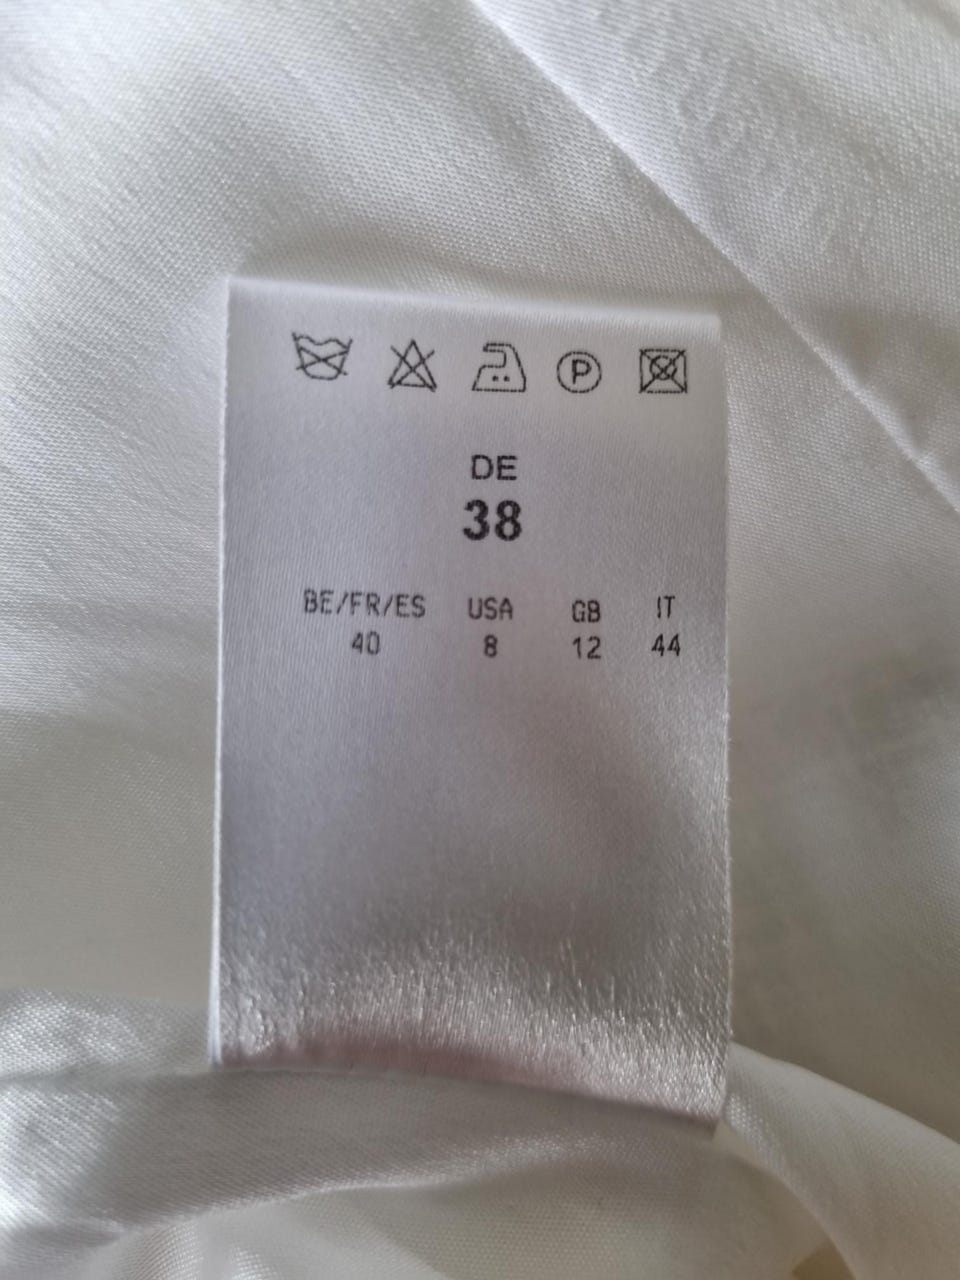 P
DE
38
BE/FR/ES USA GB IT
40 8 12 44